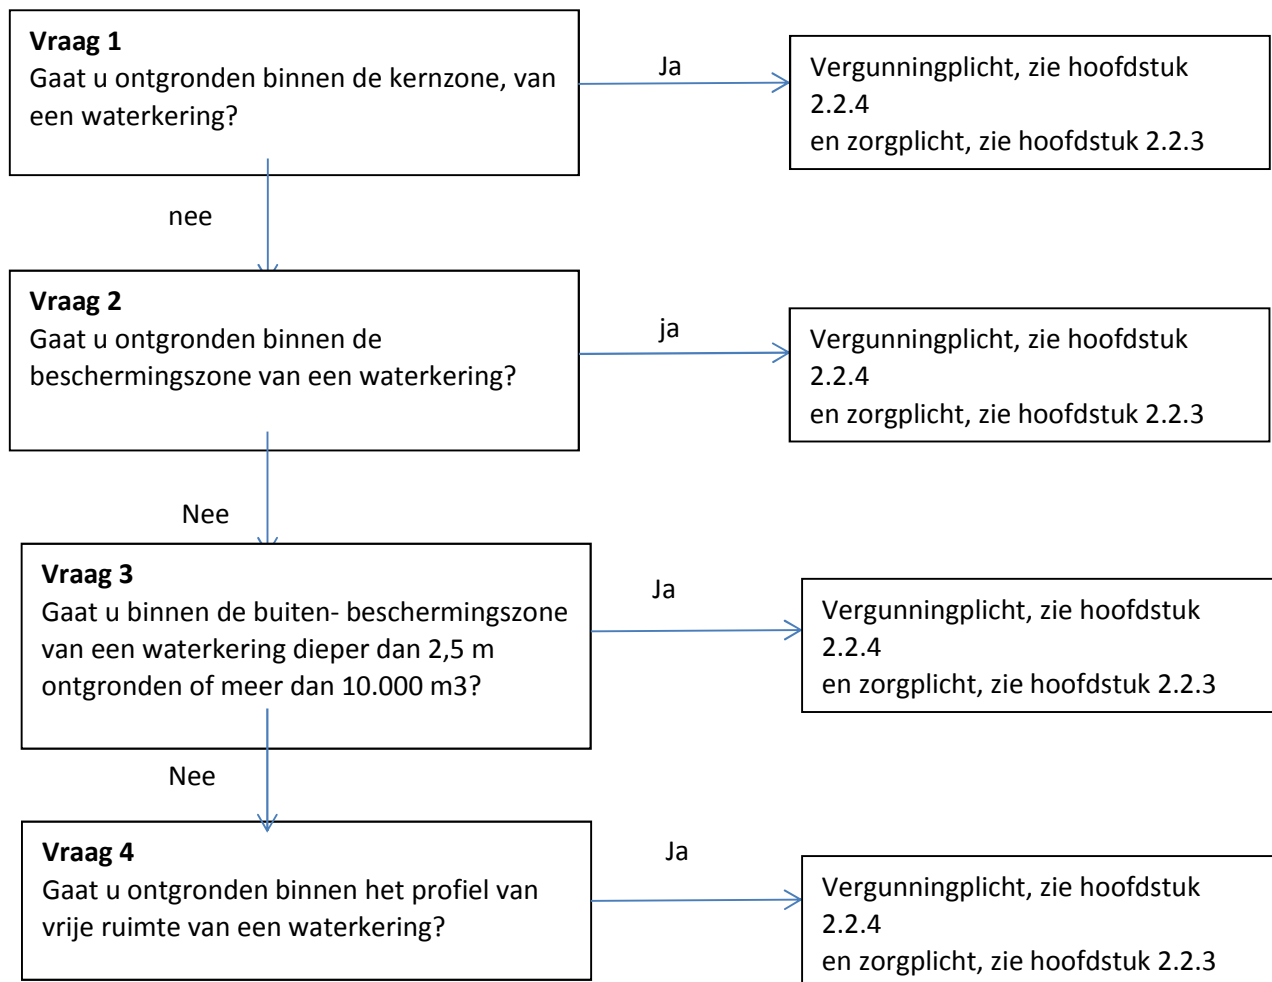 Vraag 1
Gaat u ontgronden binnen de kernzone, van
een waterkering?
Ja
Vergunningplicht, zie hoofdstuk
2.2.4
en zorgplicht, zie hoofdstuk 2.2.3
nee
Vraag 2
Gaat u ontgronden binnen de
beschermingszone van een waterkering?
ja
Vergunningplicht, zie hoofdstuk
2.2.4
en zorgplicht, zie hoofdstuk 2.2.3
Nee
Vraag 3
Gaat u binnen de buiten- beschermingszone
van een waterkering dieper dan 2,5 m
ontgronden of meer dan 10.000 m3?
Ja
Vergunningplicht, zie hoofdstuk
2.2.4
en zorgplicht, zie hoofdstuk 2.2.3
Nee
Vraag 4
Gaat u ontgronden binnen het profiel van
vrije ruimte van een waterkering?
Ja
Vergunningplicht, zie hoofdstuk
2.2.4
en zorgplicht, zie hoofdstuk 2.2.3